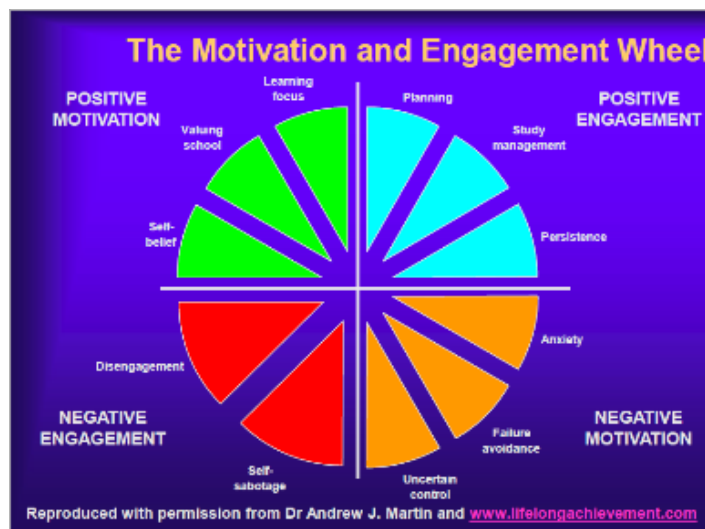 The Motivation and Engagement Wheel
POSITIVE
MOTIVATION
Learning
focus
Planning
POSITIVE
ENGAGEMENT
Valuing
school
Study
management
Self-
belief
Persistence
Disengagement
Anxiety
NEGATIVE
ENGAGEMENT
Self-
sabotage
Uncertain
control
Failure
avoidance
NEGATIVE
MOTIVATION
Reproduced with permission from Dr Andrew J. Martin and www.lifelongachievement.com